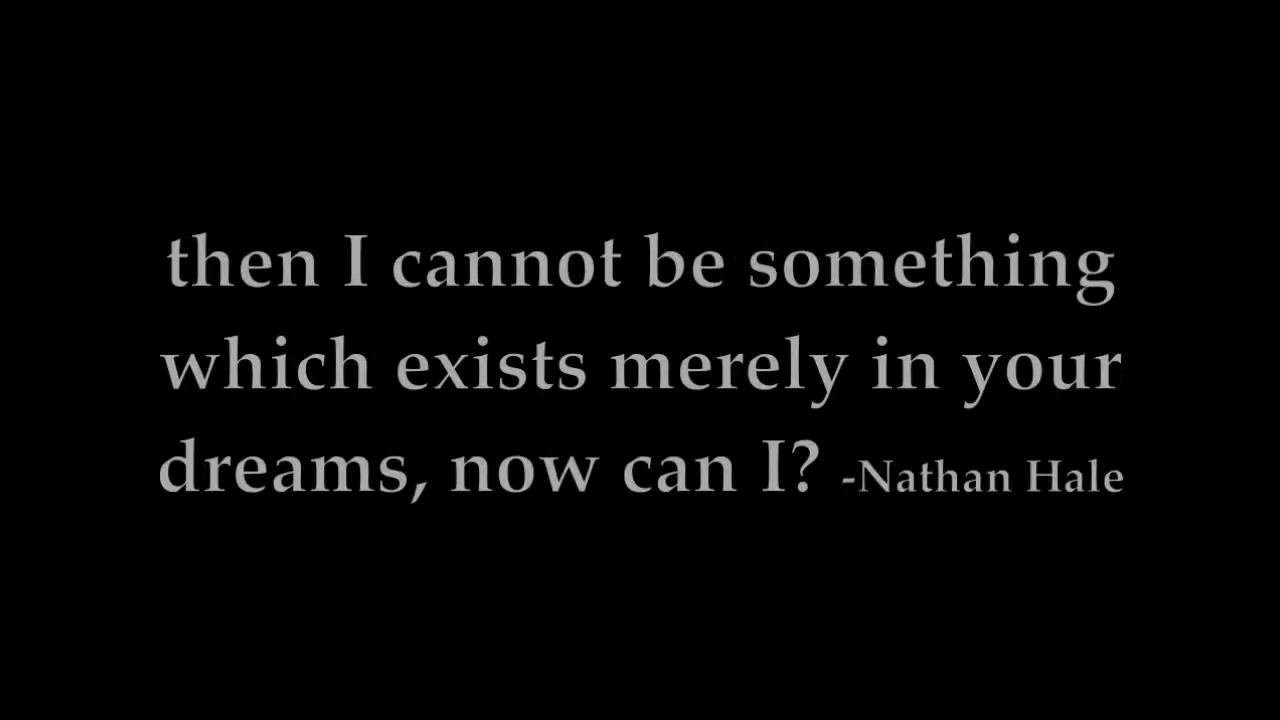 then I cannot be something
which exists merely in your
dreams, now can I? -Nathan Hale